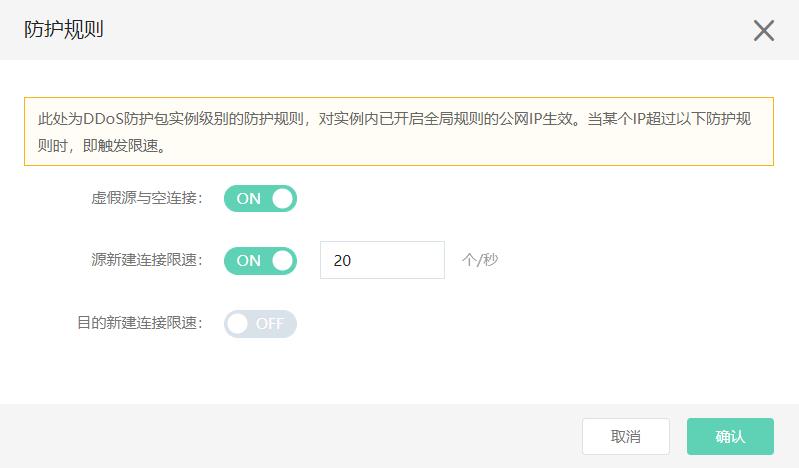 防护规则
此处为DDoS防护包实例级别的防护规则，对实例内已开启全局规则的公网IP生效。当某个IP超过以下防护规
则时，即触发限速。
虚假源与空连接： ON
源新建连接限速： ON 20 个/秒
目的新建连接限速： OFF
取消 确认